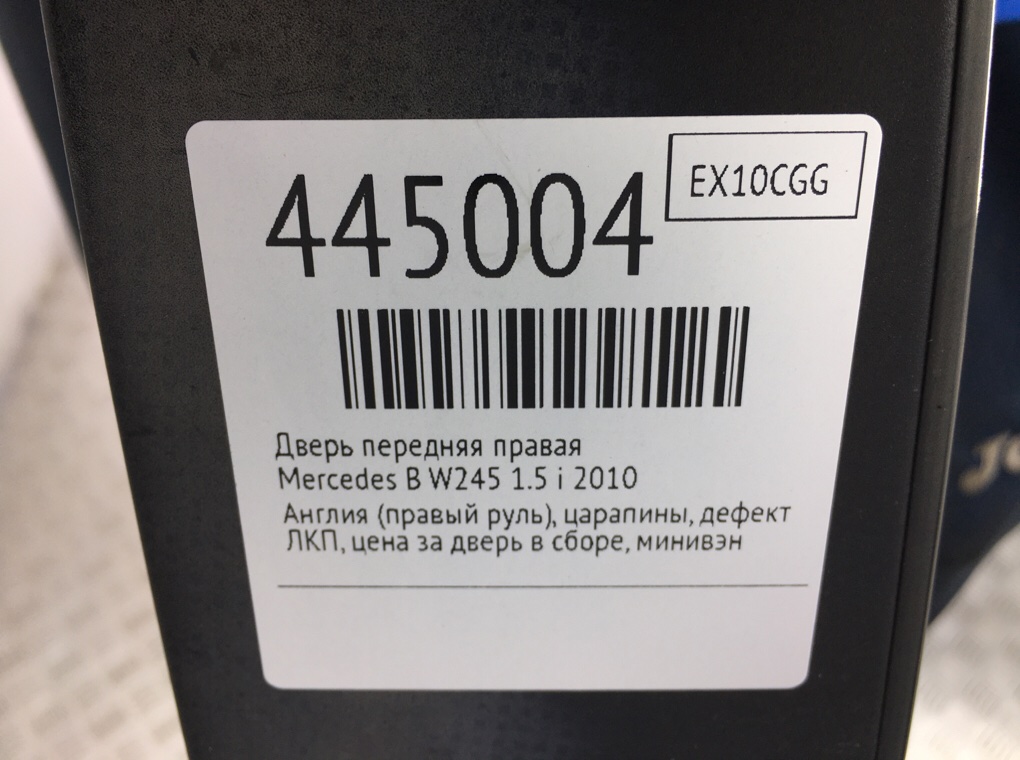 EX10CGG
445004
Дверь передняя правая
Mercedes B W245 1.5 i 2010
Англия (правый руль), царапины, дефект
ЛКП, цена за дверь в сборе, минивэн